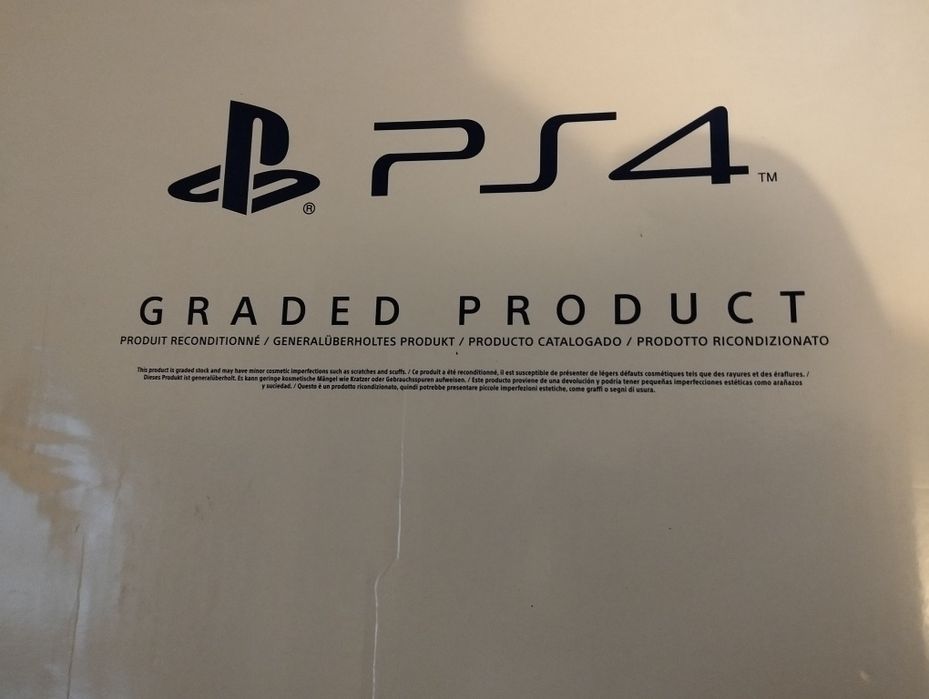 ® PS4 ™
GRADED PRODUCT
PRODUIT RECONDITIONNÉ / GENERALÜBERHOLTES PRODUKT / PRODUCTO CATALOGADO / PRODOTTO RICONDIZIONATO
This product is graded stock and may have minor cosmetic imperfections such as scratches and scuffs. / Ce produit a été reconditionné, il est susceptible de présenter de légers défauts cosmétiques tels que des rayures et des éraflures. /
Dieses Produkt ist generalüberholt. Es kann geringe kosmetische Mängel wie Kratzer oder Gebrauchsspuren aufweisen. / Este producto proviene de una devolución y podría tener pequeñas imperfecciones estéticas como arañazos
y suciedad. / Questo è un prodotto ricondizionato, quindi potrebbe presentare piccole imperfezioni estetiche, come graffi o segni di usura.